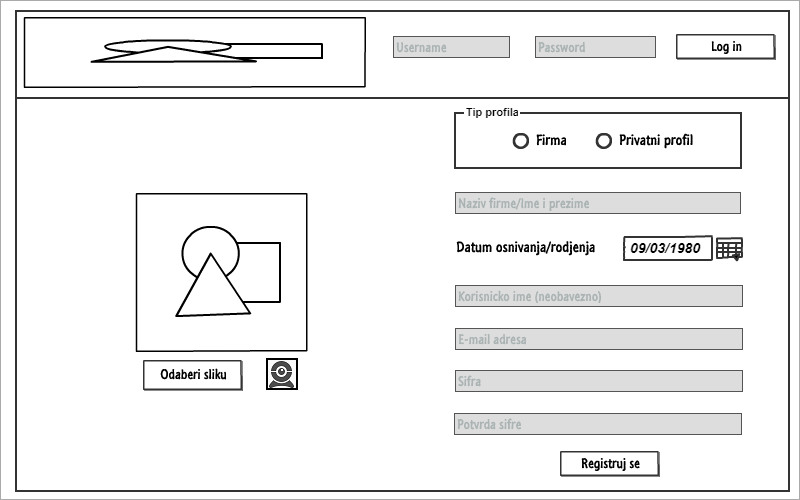 Username
Password
Log in
Tip profila
Firma
Privatni profil
Naziv firme/Ime i prezime
Datum osnivanja/rodjenja
09/03/1980
Korisnicko ime (neobavezno)
E-mail adresa
Sifra
Potvrda sifre
Odaberi sliku
Registruj se